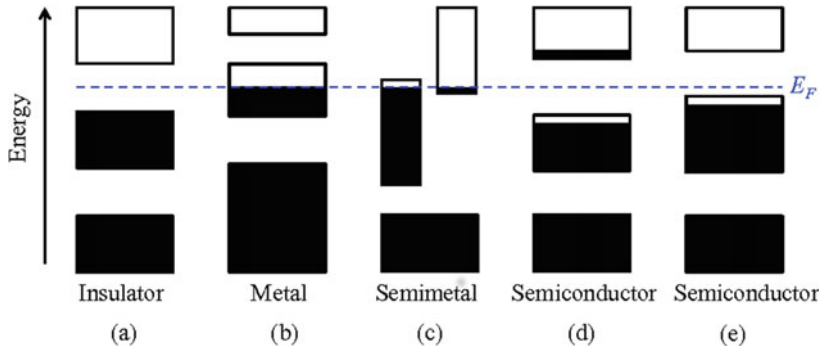 Energy
E_F
Insulator Metal Semimetal Semiconductor Semiconductor
(a) (b) (c) (d) (e)